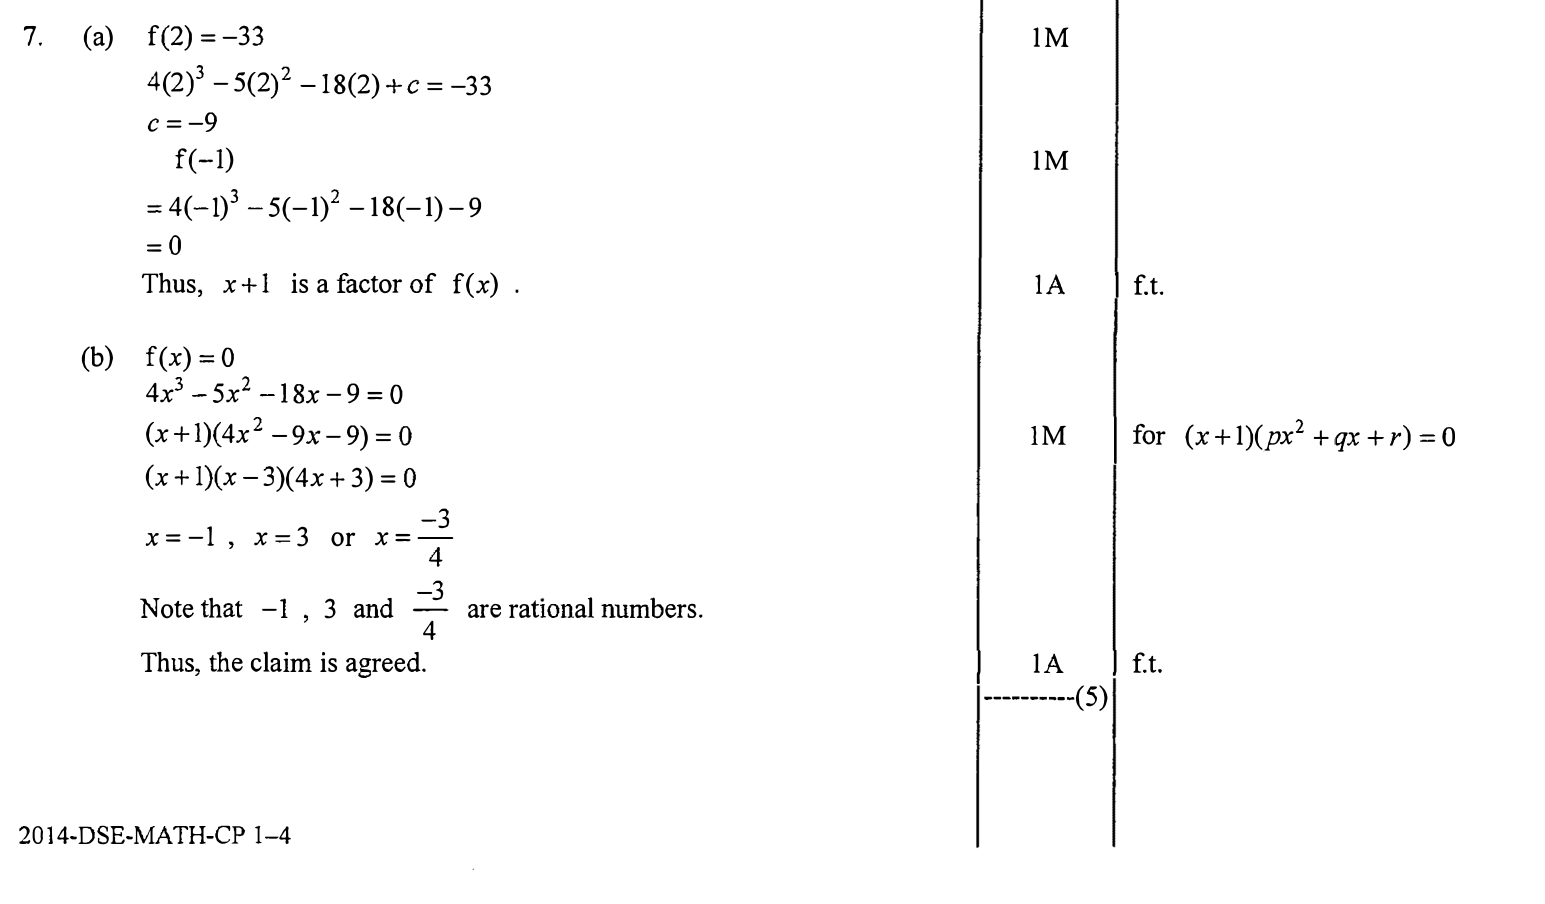 7. (a) f(2) = −33 1M
4(2)³ − 5(2)² − 18(2) + c = −33
c = −9
f(−1) 1M
= 4(−1)³ − 5(−1)² − 18(−1) − 9
= 0
Thus, x+1 is a factor of f(x) . 1A f.t.
(b) f(x) = 0
4x³ − 5x² − 18x − 9 = 0
(x+1)(4x² − 9x − 9) = 0 1M for (x+1)(px² + qx + r) = 0
(x+1)(x−3)(4x+3) = 0
x = −1 , x = 3 or x = −3/4
Note that −1 , 3 and −3/4 are rational numbers.
Thus, the claim is agreed. 1A f.t.
----------(5)
2014-DSE-MATH-CP 1–4